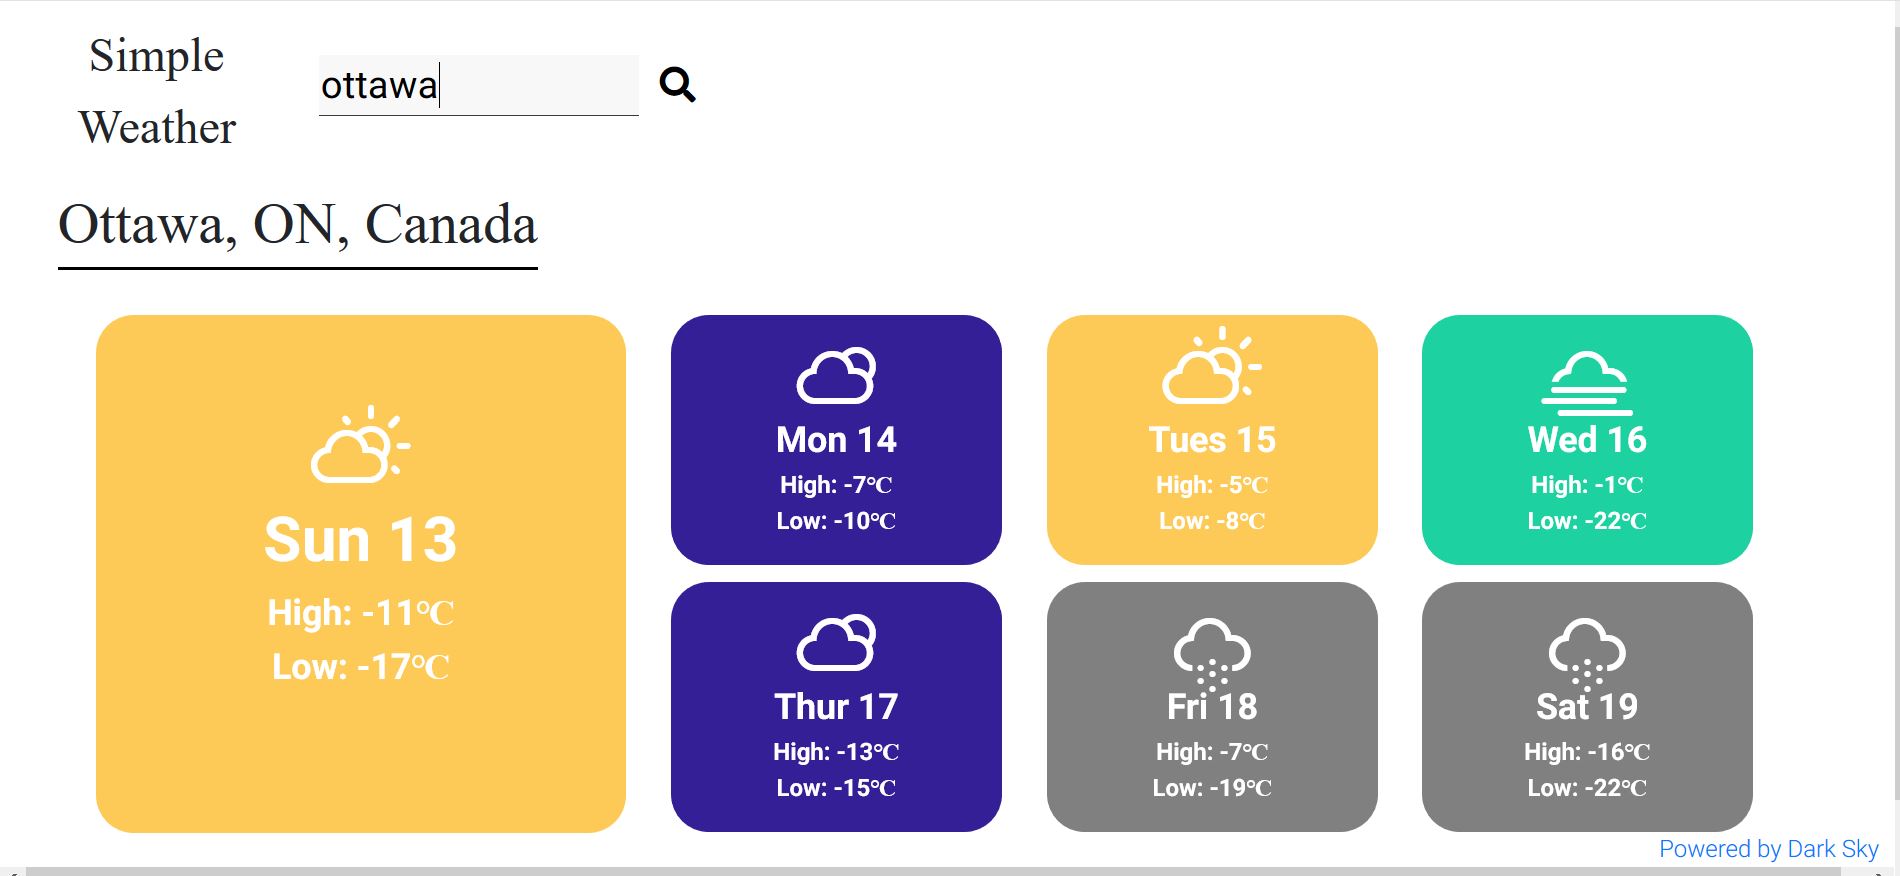 Simple
Weather
ottawa
Ottawa, ON, Canada
Sun 13
High: -11℃
Low: -17℃
Mon 14
High: -7℃
Low: -10℃
Tues 15
High: -5℃
Low: -8℃
Wed 16
High: -1℃
Low: -22℃
Thur 17
High: -13℃
Low: -15℃
Fri 18
High: -7℃
Low: -19℃
Sat 19
High: -16℃
Low: -22℃
Powered by Dark Sky